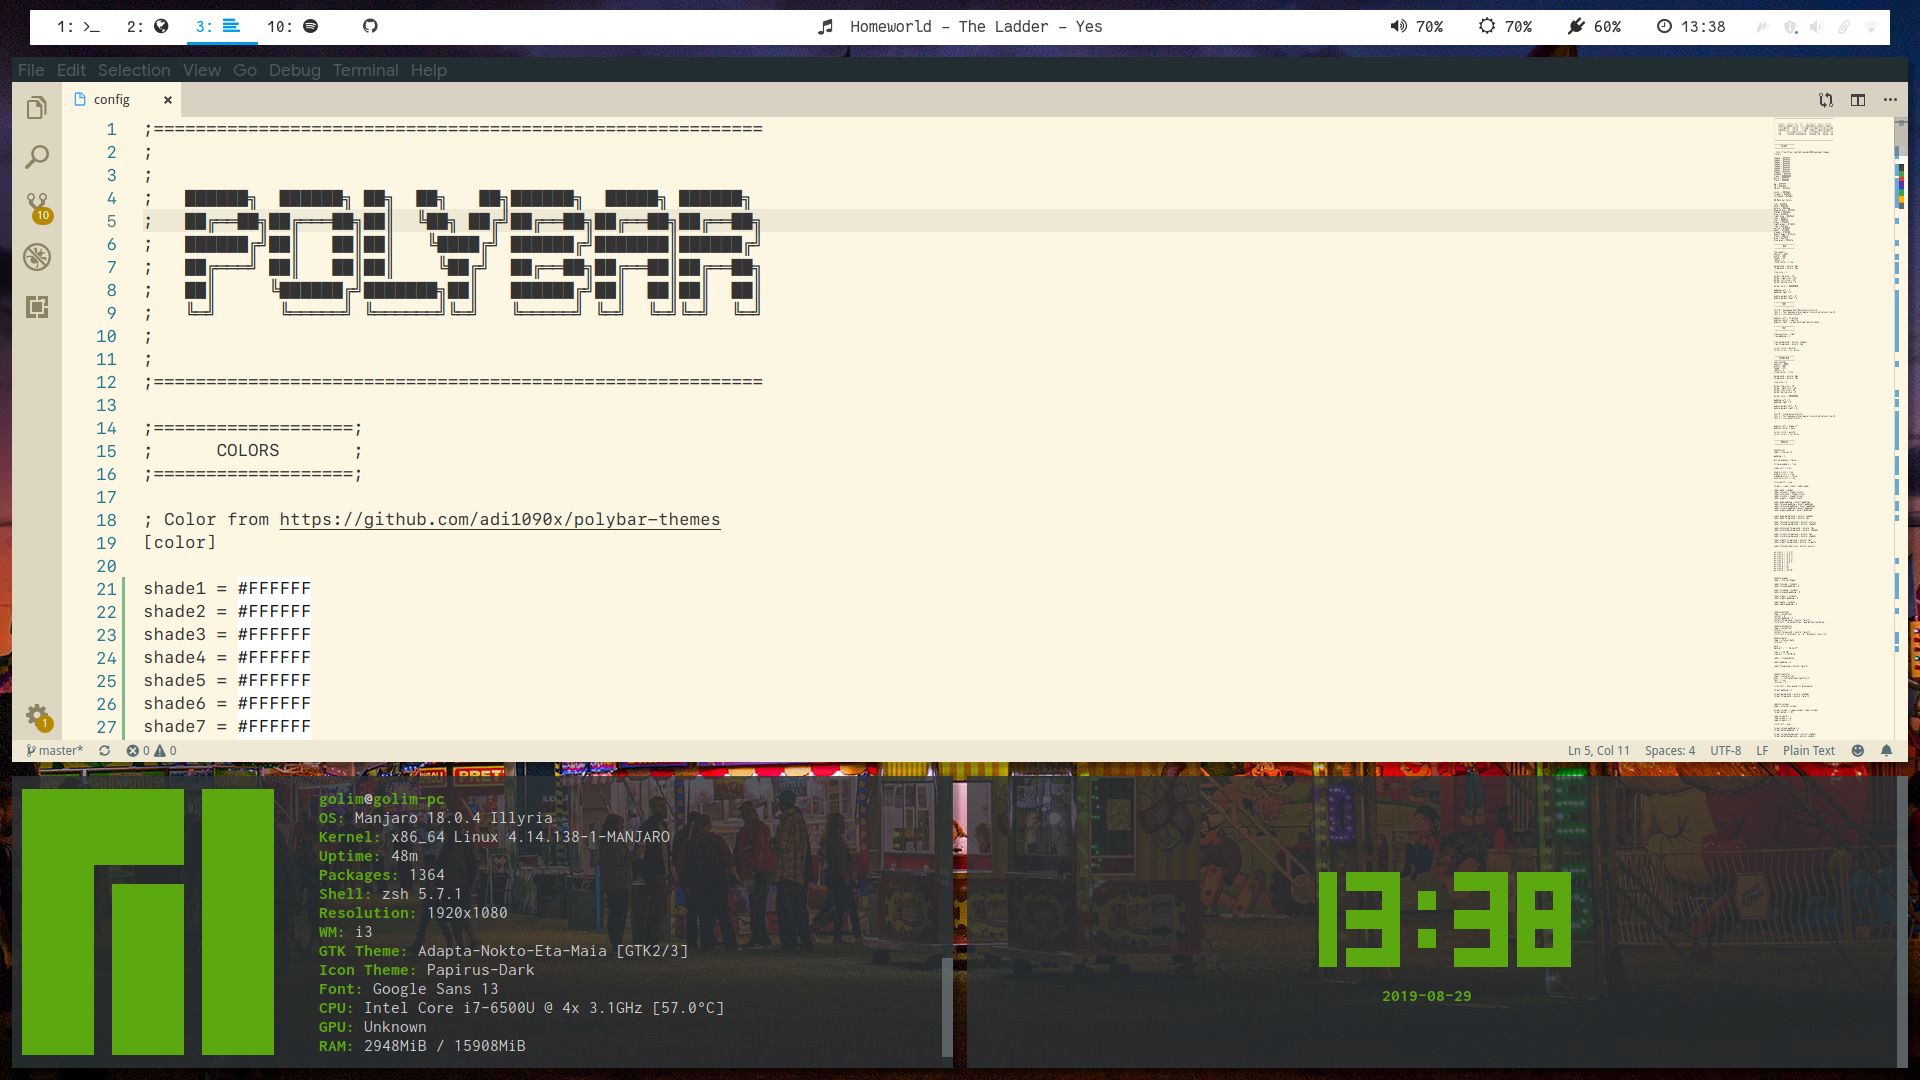 1: >_ 2: 3: 10: Homeworld - The Ladder - Yes 70% 70% 60% 13:38
File Edit Selection View Go Debug Terminal Help
config ×
1 ;==========================================================
2 ;
3 ;
4 ;
5 ;
6 ;
7 ;
8 ;
9 ;
POLYBAR
10 ;
11 ;
12 ;==========================================================
13
14 ;===================;
15 ; COLORS ;
16 ;===================;
17
18 ; Color from https://github.com/adi1090x/polybar-themes
19 [color]
20
21 shade1 = #FFFFFF
22 shade2 = #FFFFFF
23 shade3 = #FFFFFF
24 shade4 = #FFFFFF
25 shade5 = #FFFFFF
26 shade6 = #FFFFFF
27 shade7 = #FFFFFF
10
1
POLYBAR
master* 0 0 Ln 5, Col 11 Spaces: 4 UTF-8 LF Plain Text
golim@golim-pc
OS: Manjaro 18.0.4 Illyria
Kernel: x86_64 Linux 4.14.138-1-MANJARO
Uptime: 48m
Packages: 1364
Shell: zsh 5.7.1
Resolution: 1920x1080
WM: i3
GTK Theme: Adapta-Nokto-Eta-Maia [GTK2/3]
Icon Theme: Papirus-Dark
Font: Google Sans 13
CPU: Intel Core i7-6500U @ 4x 3.1GHz [57.0°C]
GPU: Unknown
RAM: 2948MiB / 15908MiB
13:38
2019-08-29